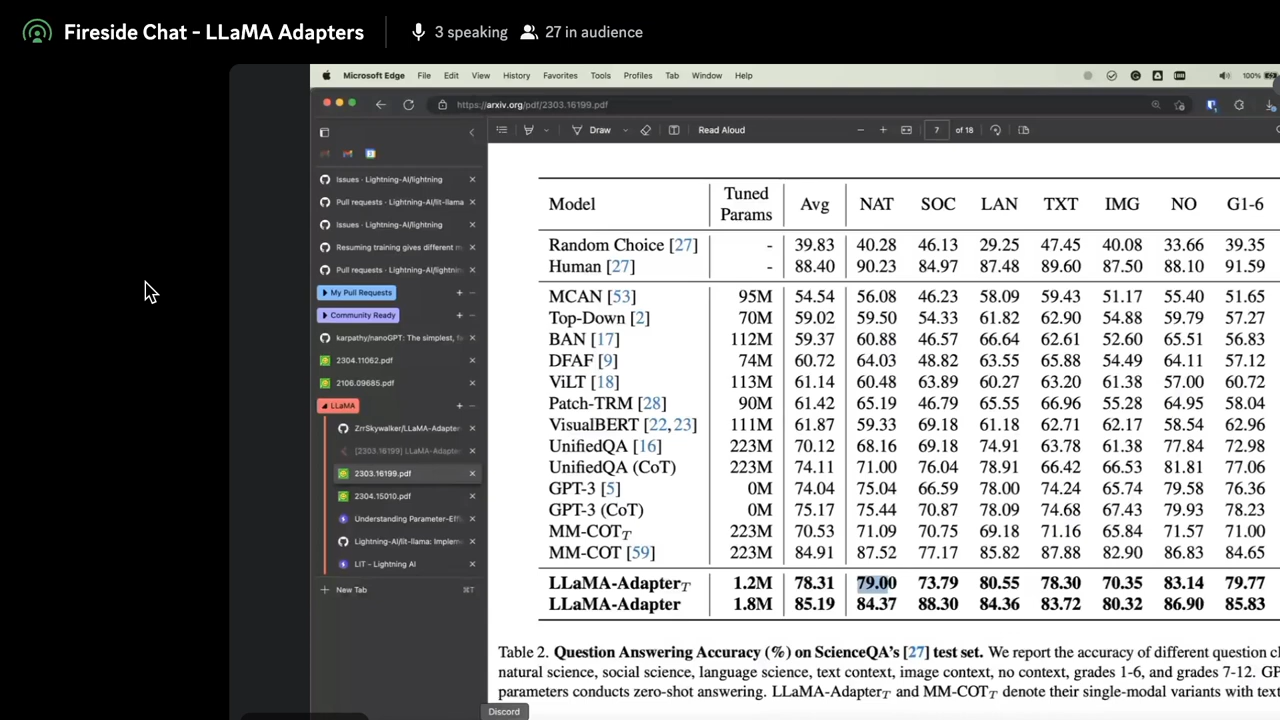 Fireside Chat - LLaMA Adapters
3 speaking 27 in audience
Microsoft Edge File Edit View History Favorites Tools Profiles Tab Window Help 100%
https://arxiv.org/pdf/2303.16199.pdf
Draw Read Aloud 7 of 18
Issues · Lightning-AI/lightning
Pull requests · Lightning-AI/lit-llama
Issues · Lightning-AI/lightning
Resuming training gives different
Pull requests · Lightning-AI/lightnin
My Pull Requests
Community Ready
karpathy/nanoGPT: The simplest,
2304.11062.pdf
2106.09685.pdf
LLaMA
ZrrSkywalker/LLaMA-Adapter
[2303.16199] LLaMA-Adapte
2303.16199.pdf
2304.15010.pdf
Understanding Parameter-Effi
Lightning-AI/lit-llama: Implem
LIT - Lightning AI
New Tab ⌘T
Model Tuned Params Avg NAT SOC LAN TXT IMG NO G1-6
Random Choice [27] - 39.83 40.28 46.13 29.25 47.45 40.08 33.66 39.35
Human [27] - 88.40 90.23 84.97 87.48 89.60 87.50 88.10 91.59
MCAN [53] 95M 54.54 56.08 46.23 58.09 59.43 51.17 55.40 51.65
Top-Down [2] 70M 59.02 59.50 54.33 61.82 62.90 54.88 59.79 57.27
BAN [17] 112M 59.37 60.88 46.57 66.64 62.61 52.60 65.51 56.83
DFAF [9] 74M 60.72 64.03 48.82 63.55 65.88 54.49 64.11 57.12
ViLT [18] 113M 61.14 60.48 63.89 60.27 63.20 61.38 57.00 60.72
Patch-TRM [28] 90M 61.42 65.19 46.79 65.55 66.96 55.28 64.95 58.04
VisualBERT [22, 23] 111M 61.87 59.33 69.18 61.18 62.71 62.17 58.54 62.96
UnifiedQA [16] 223M 70.12 68.16 69.18 74.91 63.78 61.38 77.84 72.98
UnifiedQA (CoT) 223M 74.11 71.00 76.04 78.91 66.42 66.53 81.81 77.06
GPT-3 [5] 0M 74.04 75.04 66.59 78.00 74.24 65.74 79.58 76.36
GPT-3 (CoT) 0M 75.17 75.44 70.87 78.09 74.68 67.43 79.93 78.23
MM-COT_T 223M 70.53 71.09 70.75 69.18 71.16 65.84 71.57 71.00
MM-COT [59] 223M 84.91 87.52 77.17 85.82 87.88 82.90 86.83 84.65
LLaMA-Adapter_T 1.2M 78.31 79.00 73.79 80.55 78.30 70.35 83.14 79.77
LLaMA-Adapter 1.8M 85.19 84.37 88.30 84.36 83.72 80.32 86.90 85.83
Table 2. Question Answering Accuracy (%) on ScienceQA's [27] test set. We report the accuracy of different question cl
natural science, social science, language science, text context, image context, no context, grades 1-6, and grades 7-12. GP
parameters conducts zero-shot answering. LLaMA-Adapter_T and MM-COT_T denote their single-modal variants with text
Discord